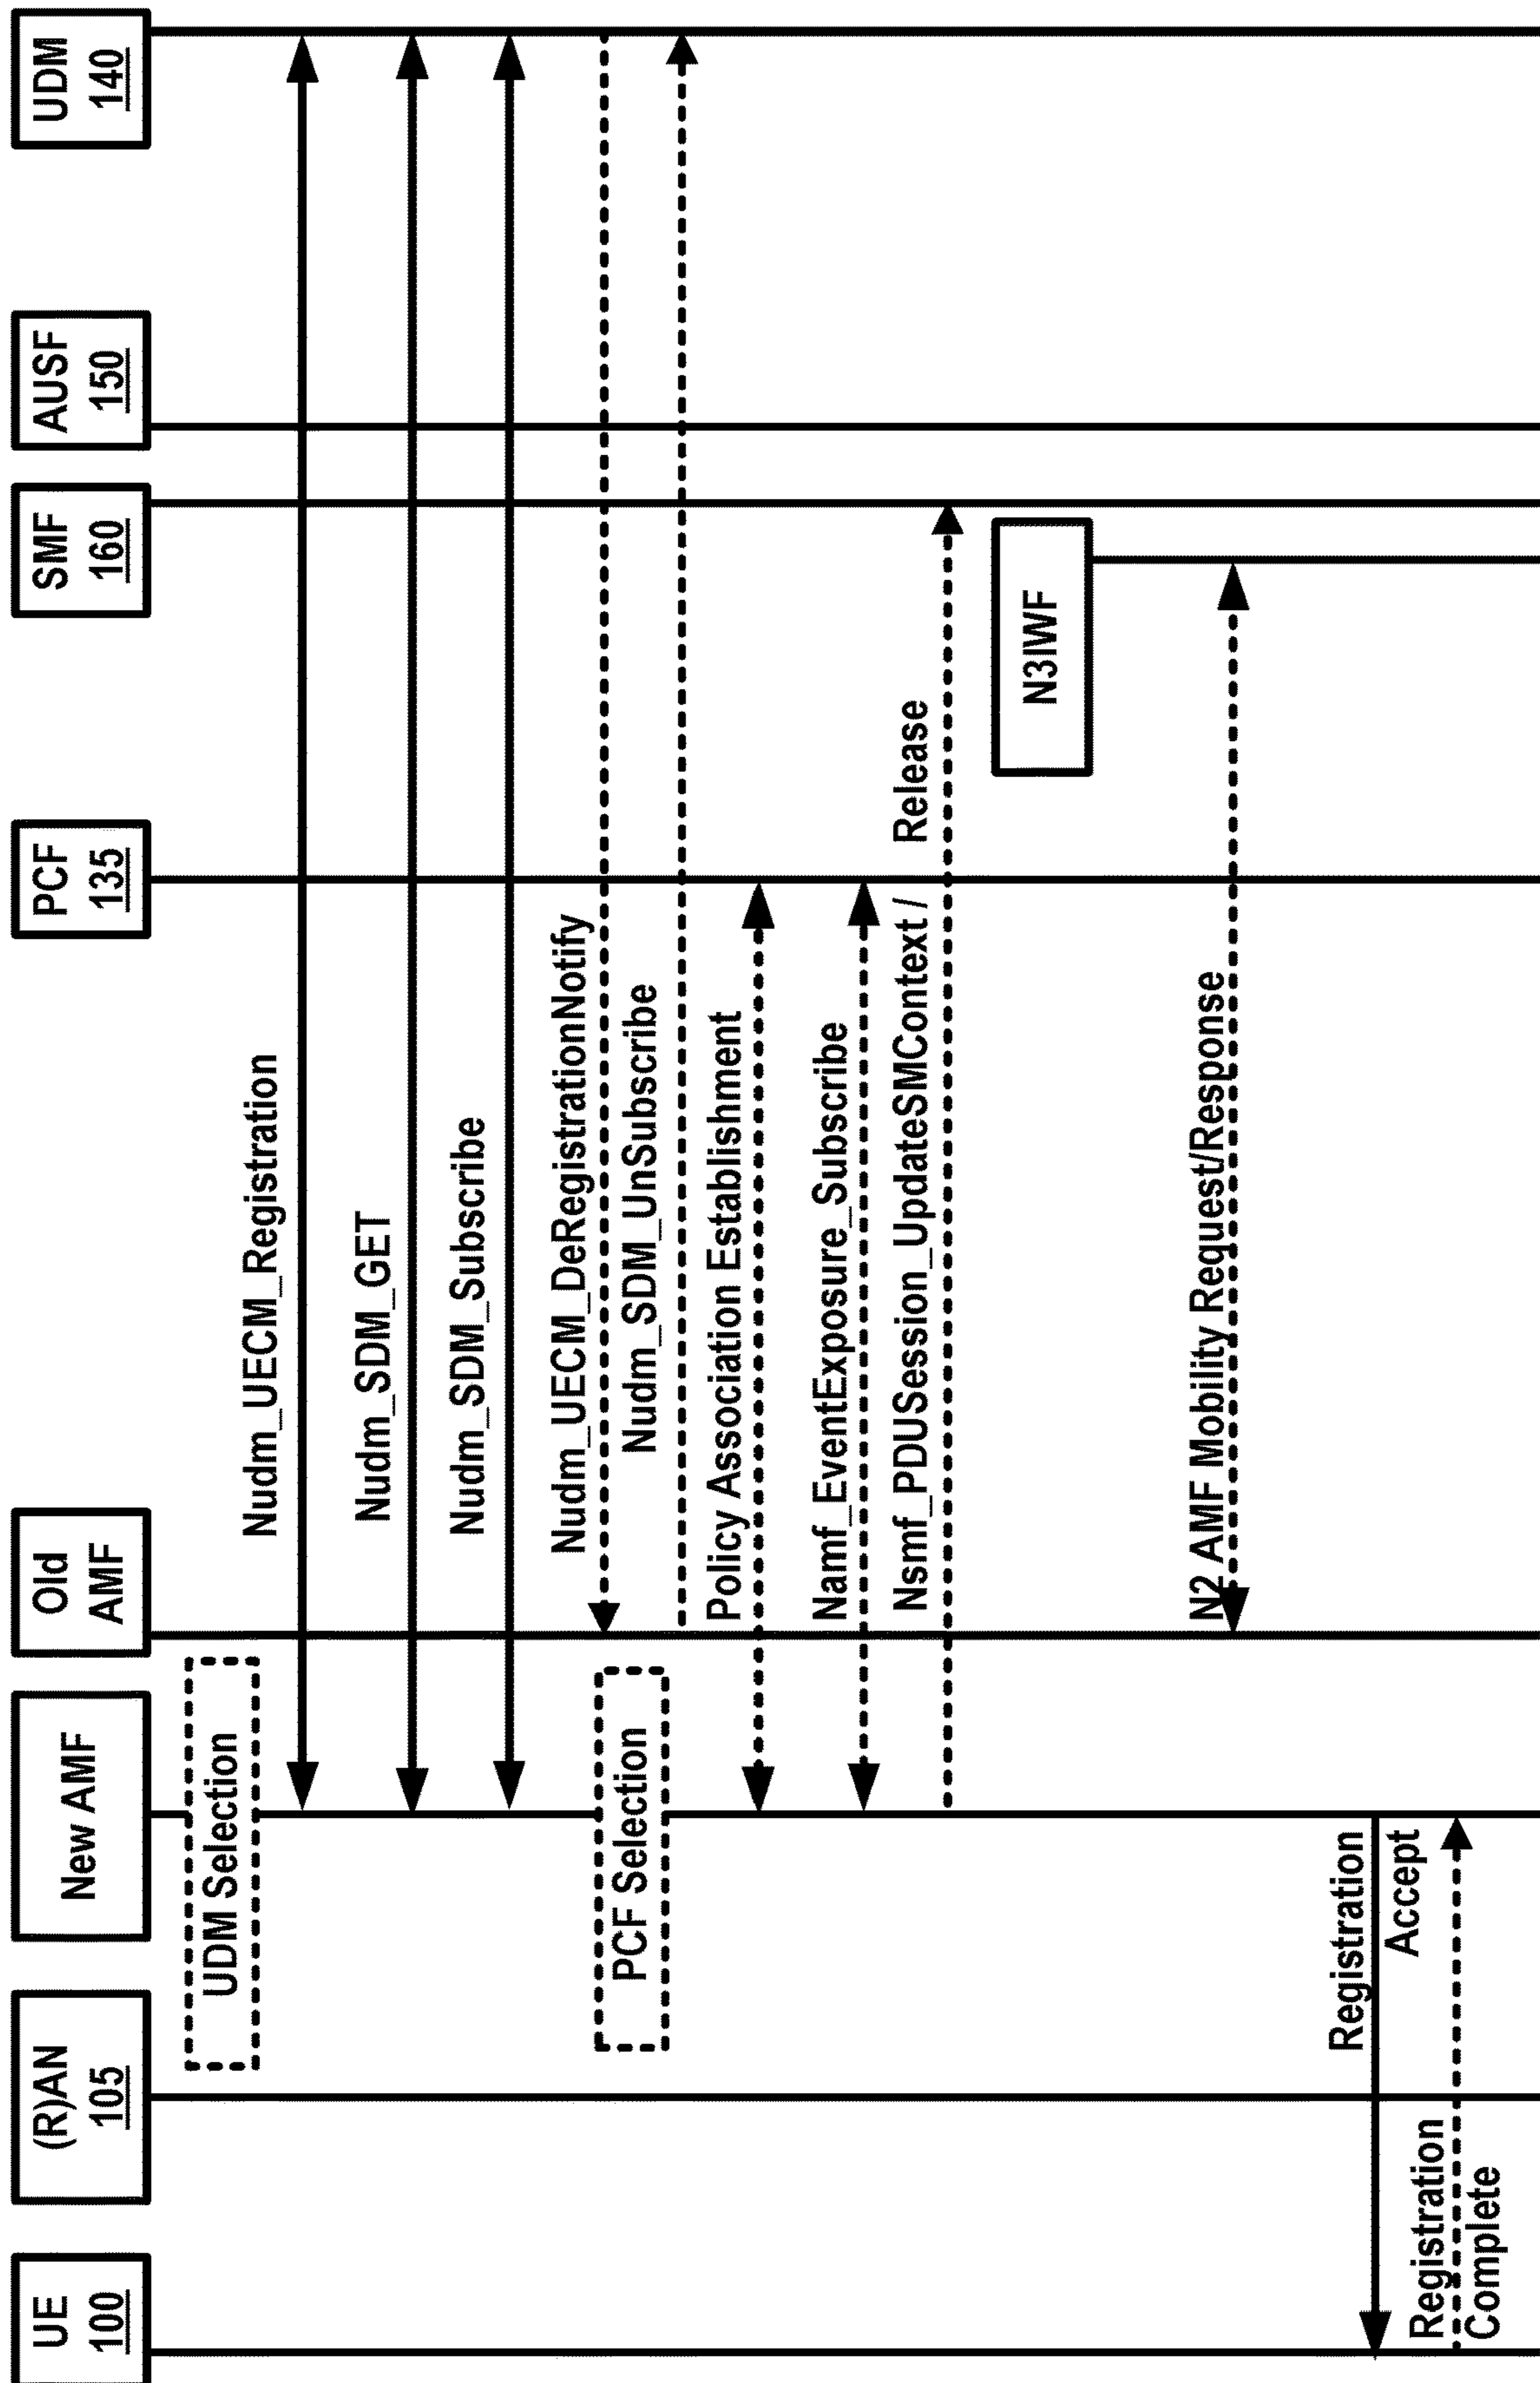 UE
100
(R)AN
105
New AMF
Old
AMF
PCF
135
SMF
160
AUSF
150
UDM
140
UDM Selection
Nudm_UECM_Registration
Nudm_SDM_GET
Nudm_SDM_Subscribe
Nudm_UECM_DeRegistrationNotify
PCF Selection
Nudm_SDM_UnSubscribe
Policy Association Establishment
Namf_EventExposure_Subscribe
Nsmf_PDUSession_UpdateSMContext / Release
N3IWF
N2 AMF Mobility Request/Response
Registration
Accept
Registration
Complete